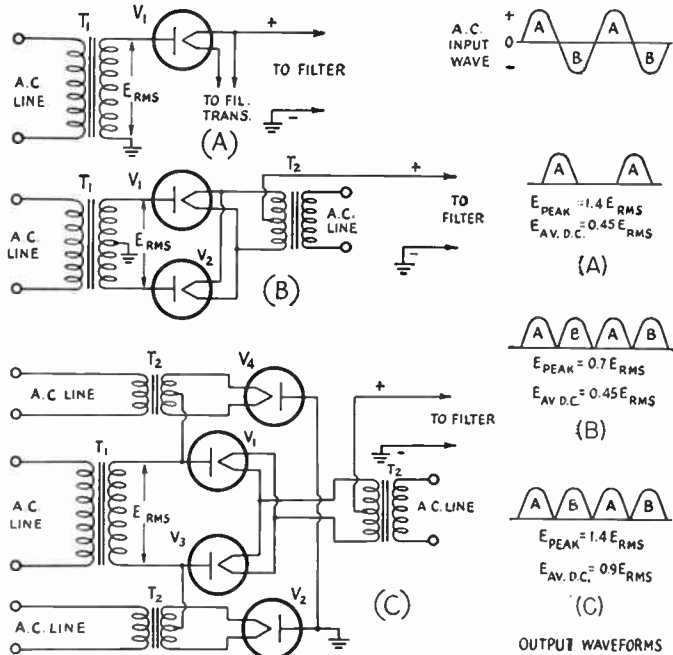 T1
V1
+
TO FILTER
A.C. LINE
ERMS
TO FIL. TRANS.
-
(A)
T1
V1
T2
+
TO FILTER
A.C. LINE
ERMS
A.C. LINE
V2
(B)
-
T2
V4
A.C LINE
+
TO FILTER
V1
-
T1
T2
A.C. LINE
ERMS
A.C. LINE
V3
(C)
T2
V2
A.C. LINE
A.C. INPUT WAVE
+
0
-
A
A
B
B
A
A
EPEAK = 1.4 ERMS
EAV. D.C. = 0.45 ERMS
(A)
A B A B
EPEAK = 0.7 ERMS
EAV D.C = 0.45 ERMS
(B)
A B A A
EPEAK = 1.4 ERMS
EAV. D.C. = 0.9 ERMS
(C)
OUTPUT WAVEFORMS